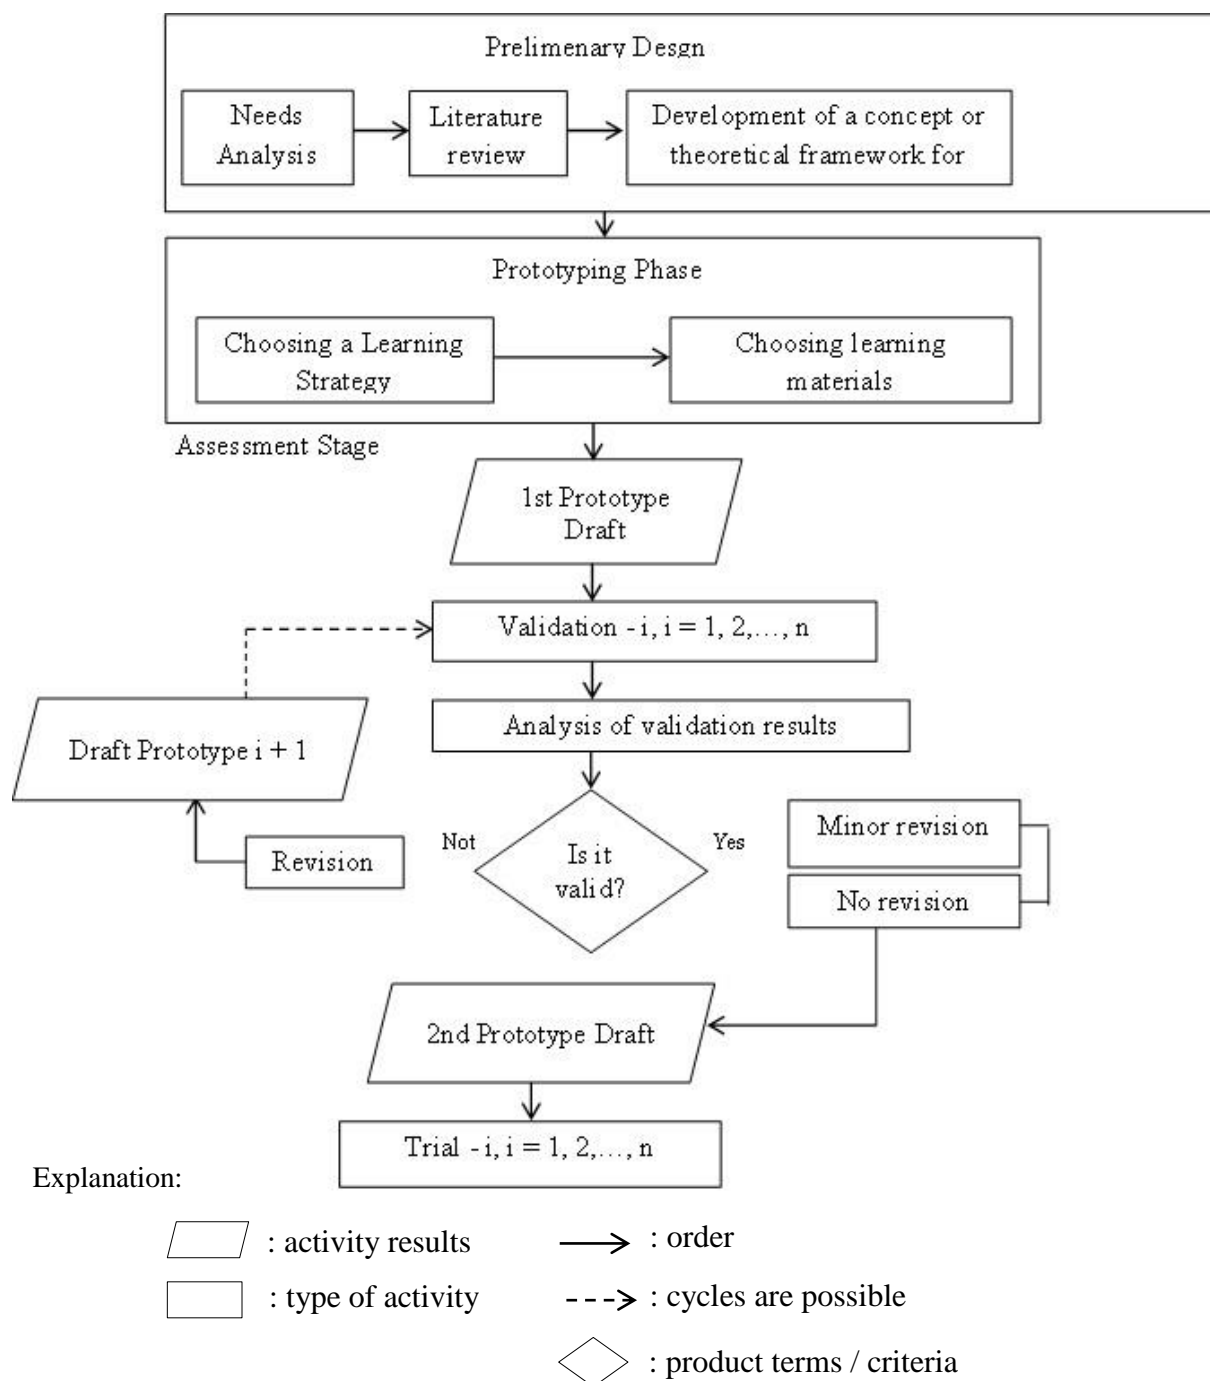 Prelimenary Desgn
Needs
Analysis
Literature
review
Development of a concept or
theoretical framework for
Prototyping Phase
Choosing a Learning
Strategy
Choosing learning
materials
Assessment Stage
1st Prototype
Draft
Validation - i, i = 1, 2,..., n
Analysis of validation results
Draft Prototype i + 1
Revision
Not
Is it
valid?
Yes
Minor revision
No revision
2nd Prototype Draft
Trial - i, i = 1, 2,..., n
Explanation:
: activity results
: order
: type of activity
: cycles are possible
: product terms / criteria